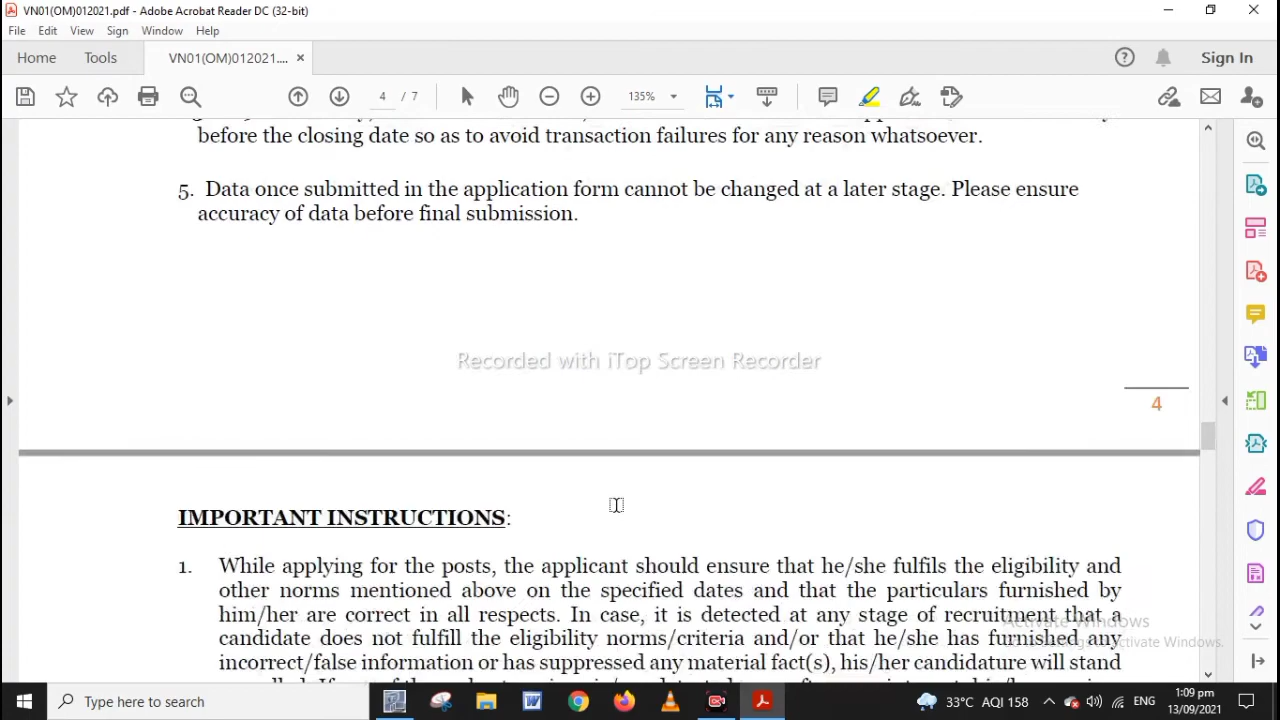 VN01(OM)012021.pdf - Adobe Acrobat Reader DC (32-bit)
File Edit View Sign Window Help
Home Tools VN01(OM)012021.... × Sign In
4 / 7 135%
before the closing date so as to avoid transaction failures for any reason whatsoever.
5. Data once submitted in the application form cannot be changed at a later stage. Please ensure
accuracy of data before final submission.
Recorded with iTop Screen Recorder
4
IMPORTANT INSTRUCTIONS:
1. While applying for the posts, the applicant should ensure that he/she fulfils the eligibility and
other norms mentioned above on the specified dates and that the particulars furnished by
him/her are correct in all respects. In case, it is detected at any stage of recruitment that a
candidate does not fulfill the eligibility norms/criteria and/or that he/she has furnished any
incorrect/false information or has suppressed any material fact(s), his/her candidature will stand
Activate Windows
Go to Settings to activate Windows.
Type here to search
33°C AQI 158 ENG 1:09 pm
13/09/2021